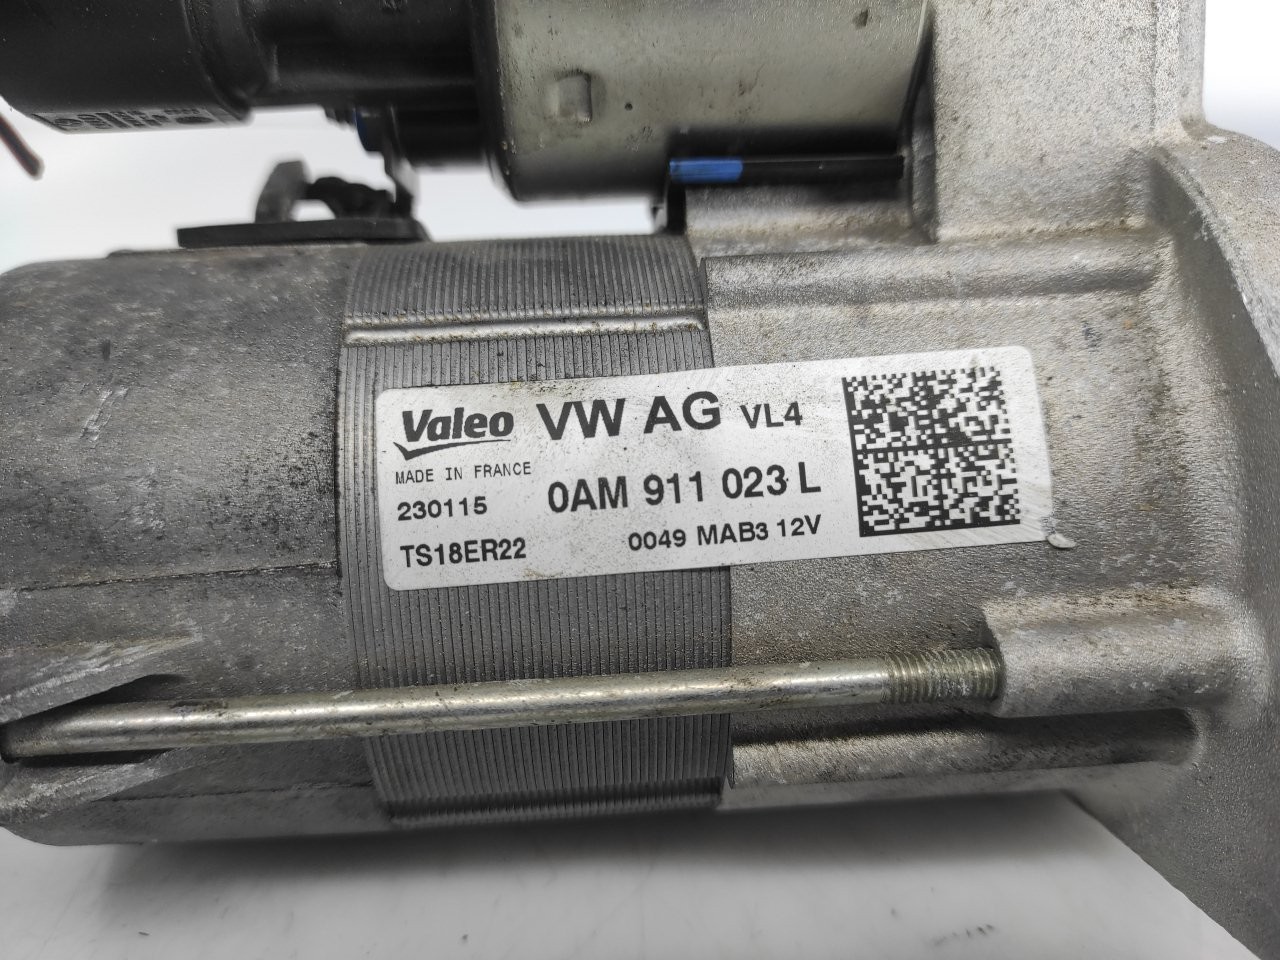 Valeo VW AG VL4
MADE IN FRANCE
230115 0AM 911 023 L
TS18ER22 0049 MAB3 12V